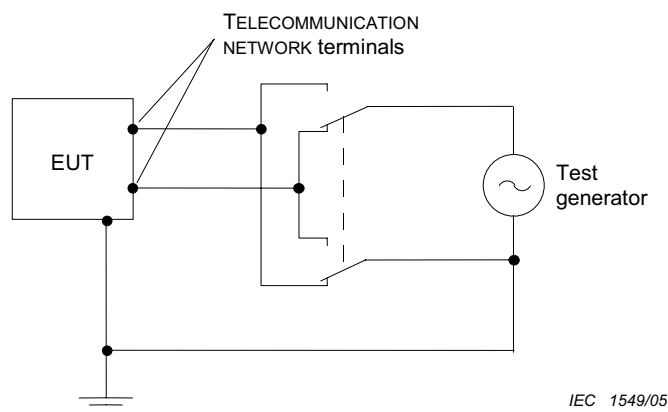 TELECOMMUNICATION
NETWORK terminals
EUT
Test
generator
IEC 1549/05